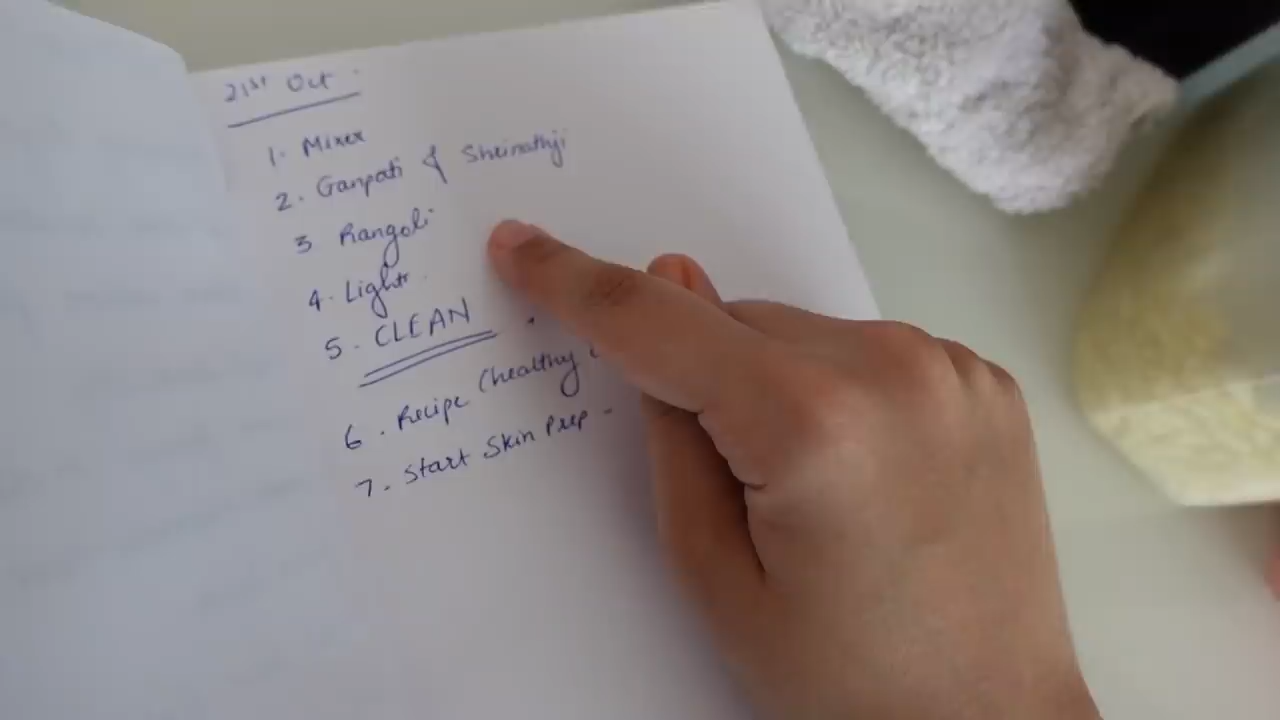 21st Oct
1. Mixer
2. Ganpati & Shrinathji
3 Rangoli
4. Lights
5. CLEAN
6. Recipe (healthy
7. Start Skin Prep -